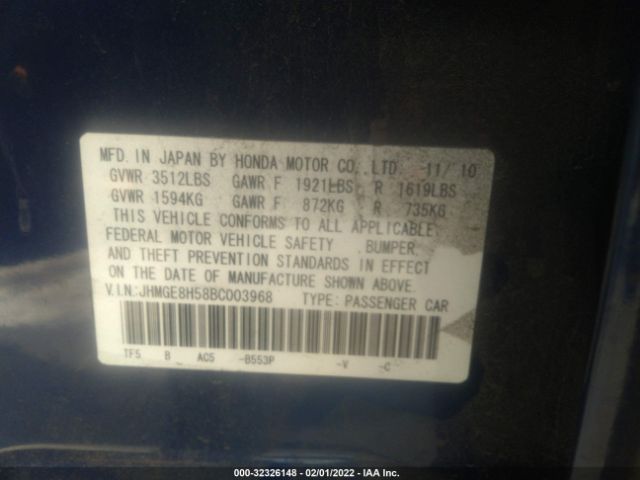 MFD. IN JAPAN BY HONDA MOTOR CO., LTD. 11/'10
GVWR 3512LBS GAWR F 1921LBS R 1619LBS
GVWR 1594KG GAWR F 872KG R 735KG
THIS VEHICLE CONFORMS TO ALL APPLICABLE
FEDERAL MOTOR VEHICLE SAFETY , BUMPER,
AND THEFT PREVENTION STANDARDS IN EFFECT
ON THE DATE OF MANUFACTURE SHOWN ABOVE.
V.I.N.:JHMGE8H58BC003968 TYPE: PASSENGER CAR
TF5 B AC5 -B553P -V -C
000-32326148 - 02/01/2022 - IAA Inc.